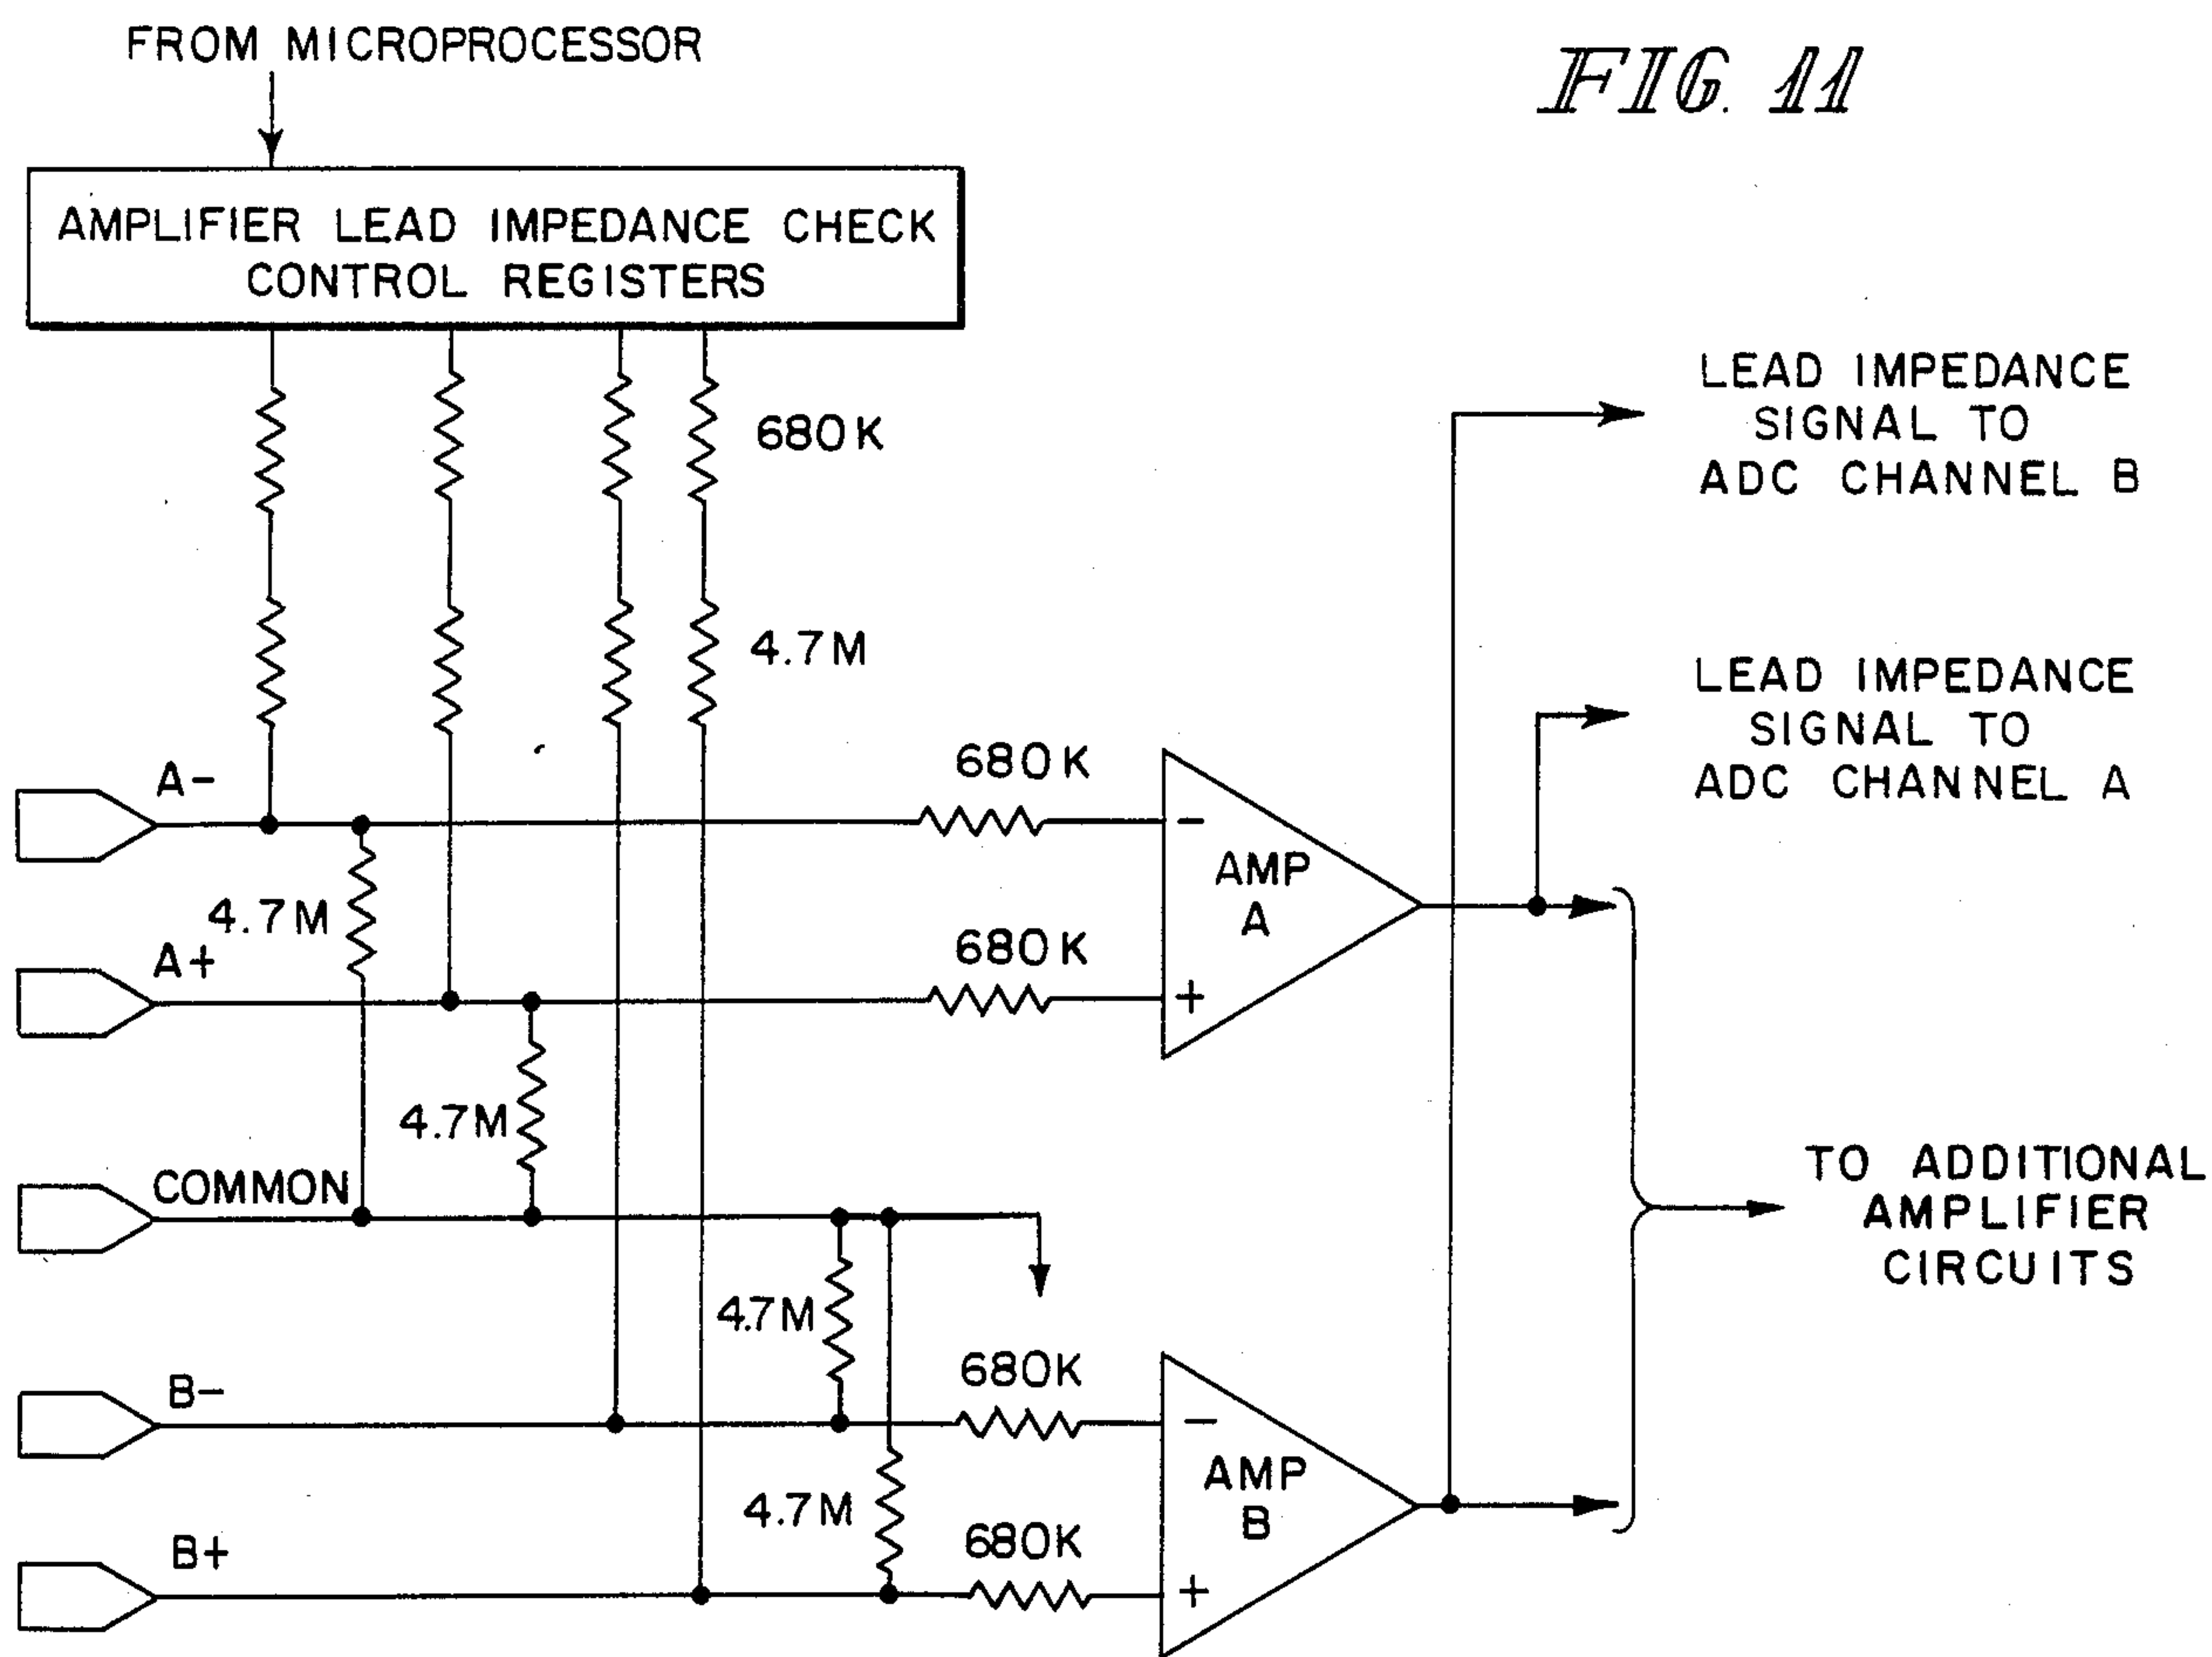 FROM MICROPROCESSOR
FIG. 11
AMPLIFIER LEAD IMPEDANCE CHECK
CONTROL REGISTERS
LEAD IMPEDANCE
SIGNAL TO
ADC CHANNEL B
680K
4.7M
LEAD IMPEDANCE
SIGNAL TO
ADC CHANNEL A
A-
680K
-
AMP
A
4.7M
A+
680K
+
4.7M
COMMON
TO ADDITIONAL
AMPLIFIER
CIRCUITS
4.7M
B-
680K
-
AMP
B
4.7M
B+
680K
+